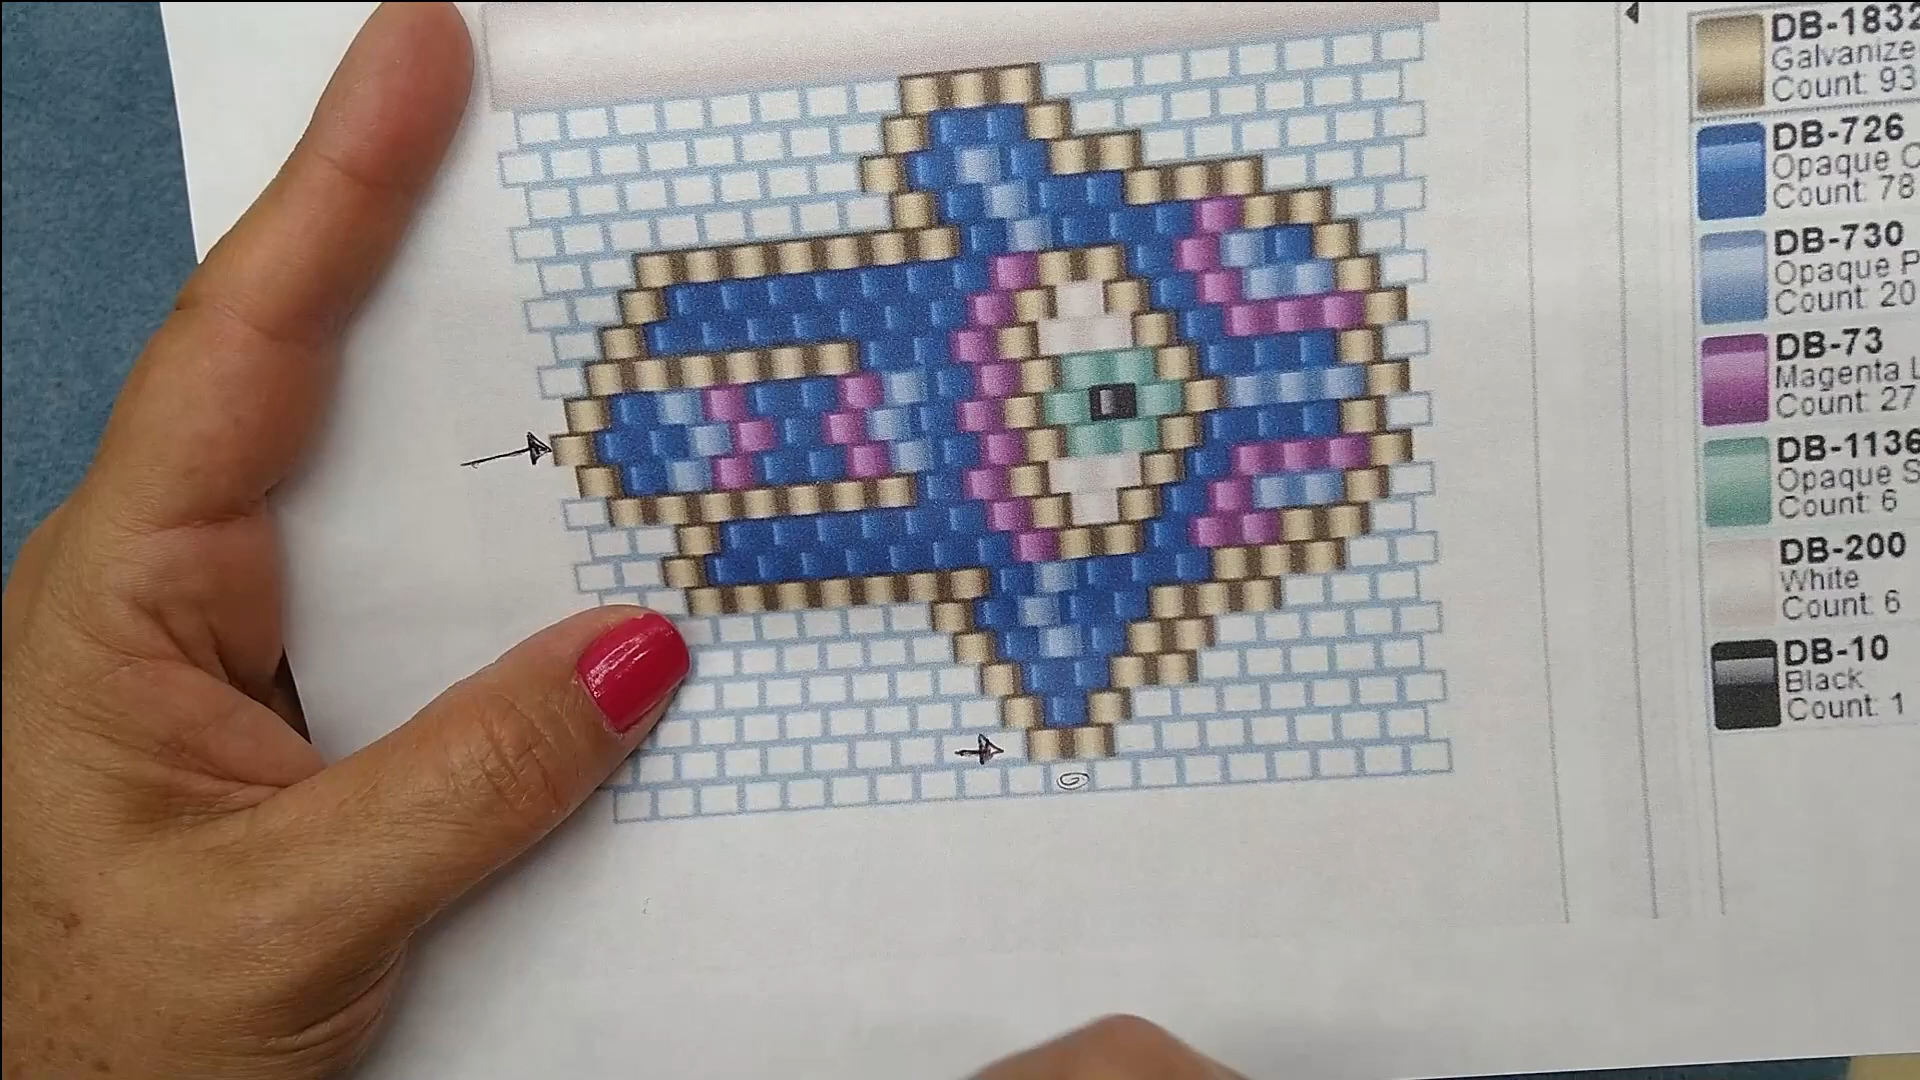 DB-1832
Galvanize
Count: 93
DB-726
Opaque C
Count: 78
DB-730
Opaque P
Count: 20
DB-73
Magenta L
Count: 27
DB-1136
Opaque S
Count: 6
DB-200
White
Count: 6
DB-10
Black
Count: 1